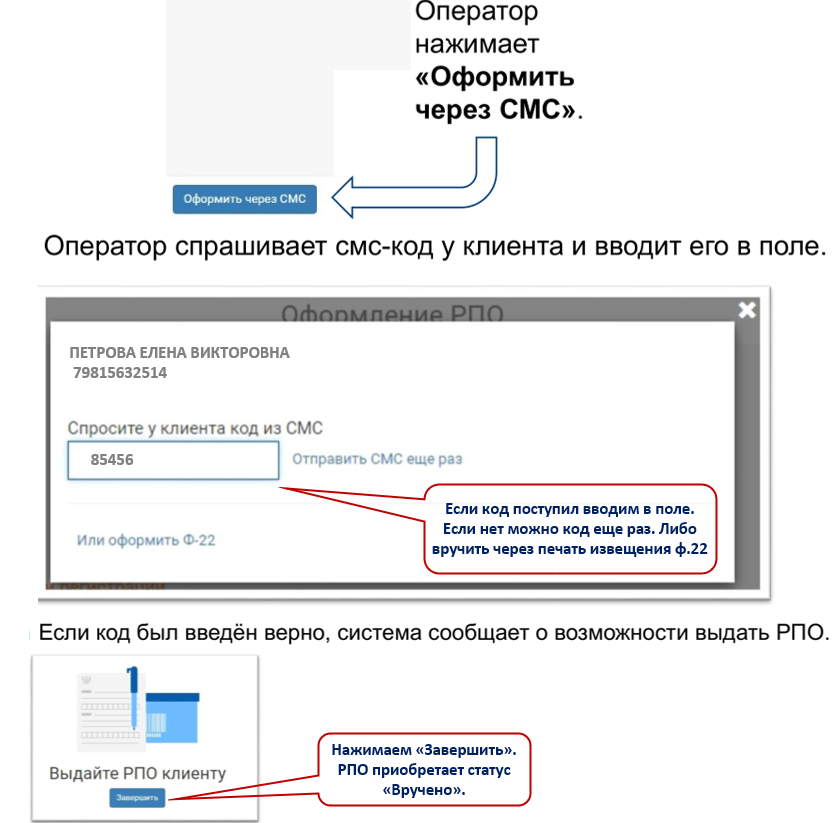 Оператор
нажимает
«Оформить
через СМС».
Оформить через СМС
Оператор спрашивает смс-код у клиента и вводит его в поле.
Оформление РПО
ПЕТРОВА ЕЛЕНА ВИКТОРОВНА
79815632514
Спросите у клиента код из СМС
85456
Отправить СМС еще раз
Если код поступил вводим в поле.
Если нет можно код еще раз. Либо
вручить через печать извещения ф.22
Или оформить Ф-22
и регистрации
Если код был введён верно, система сообщает о возможности выдать РПО.
Выдайте РПО клиенту
Завершить
Нажимаем «Завершить».
РПО приобретает статус
«Вручено».